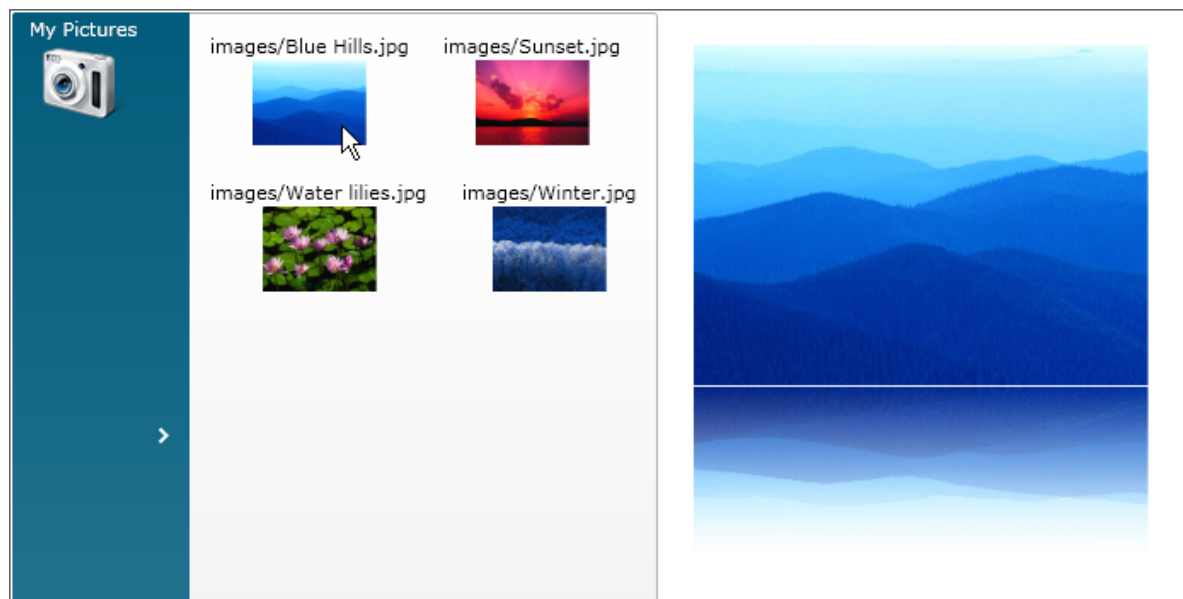 My Pictures
images/Blue Hills.jpg
images/Sunset.jpg
images/Water lilies.jpg
images/Winter.jpg